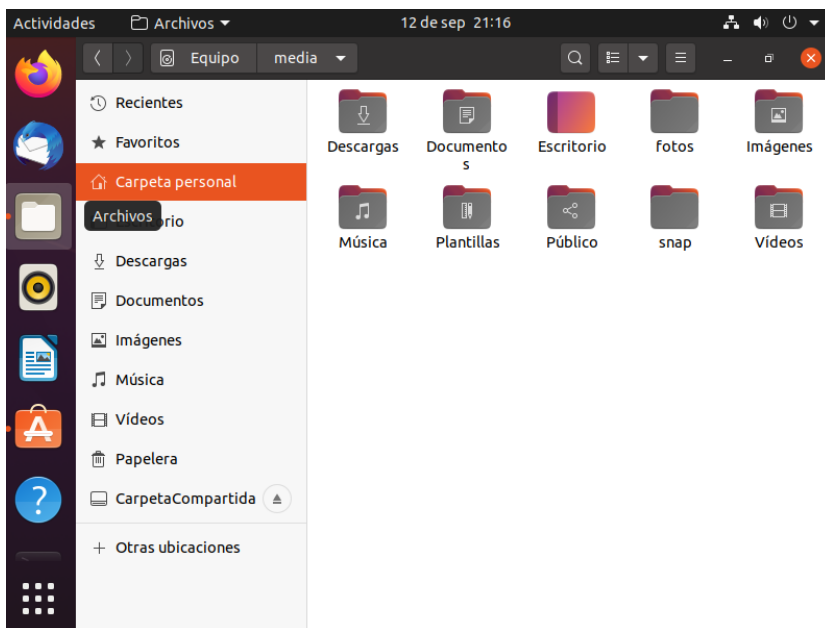 Actividades Archivos 12 de sep 21:16
Equipo media
Recientes
Favoritos
Carpeta personal
Archivos
Descargas
Documentos
Imágenes
Música
Vídeos
Papelera
CarpetaCompartida
Otras ubicaciones
Descargas Documento Escritorio fotos Imágenes
s
Música Plantillas Público snap Vídeos